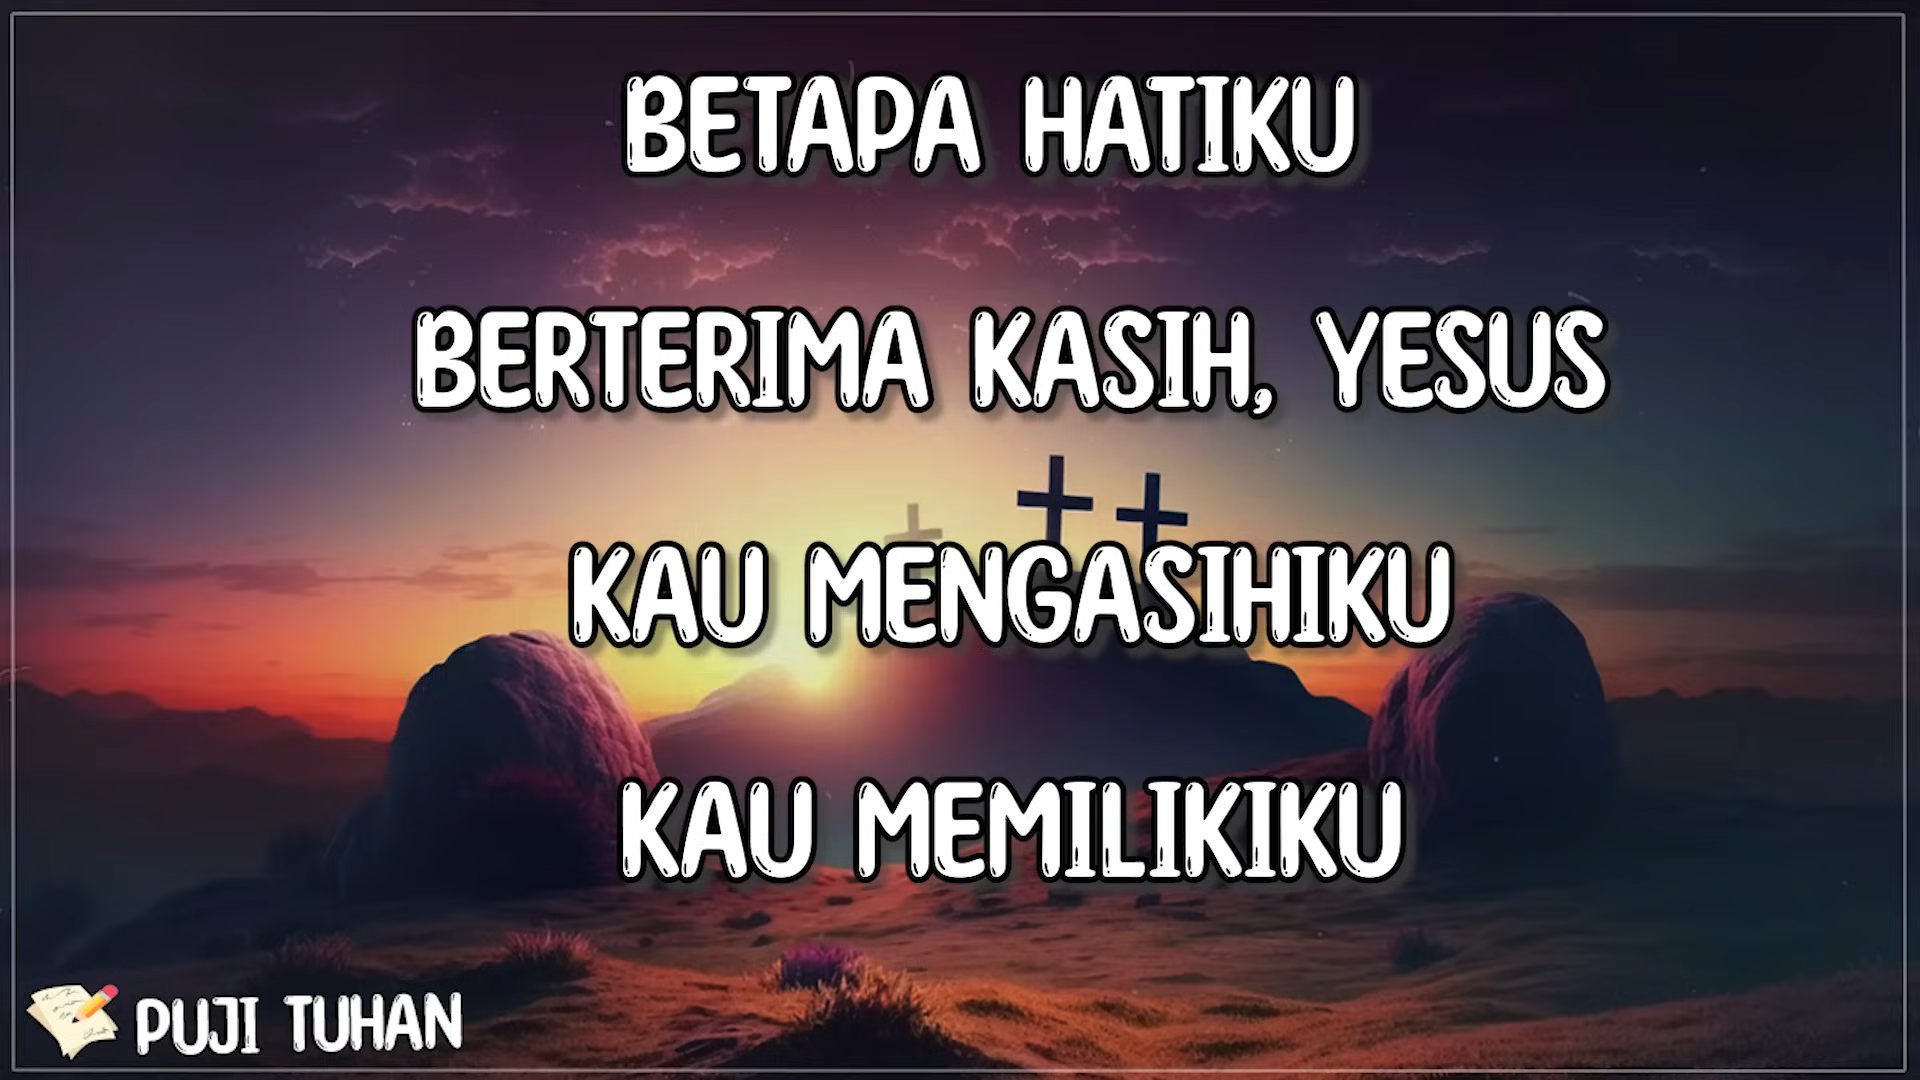 BETAPA HATIKU
BERTERIMA KASIH, YESUS
KAU MENGASIHIKU
KAU MEMILIKIKU
PUJI TUHAN